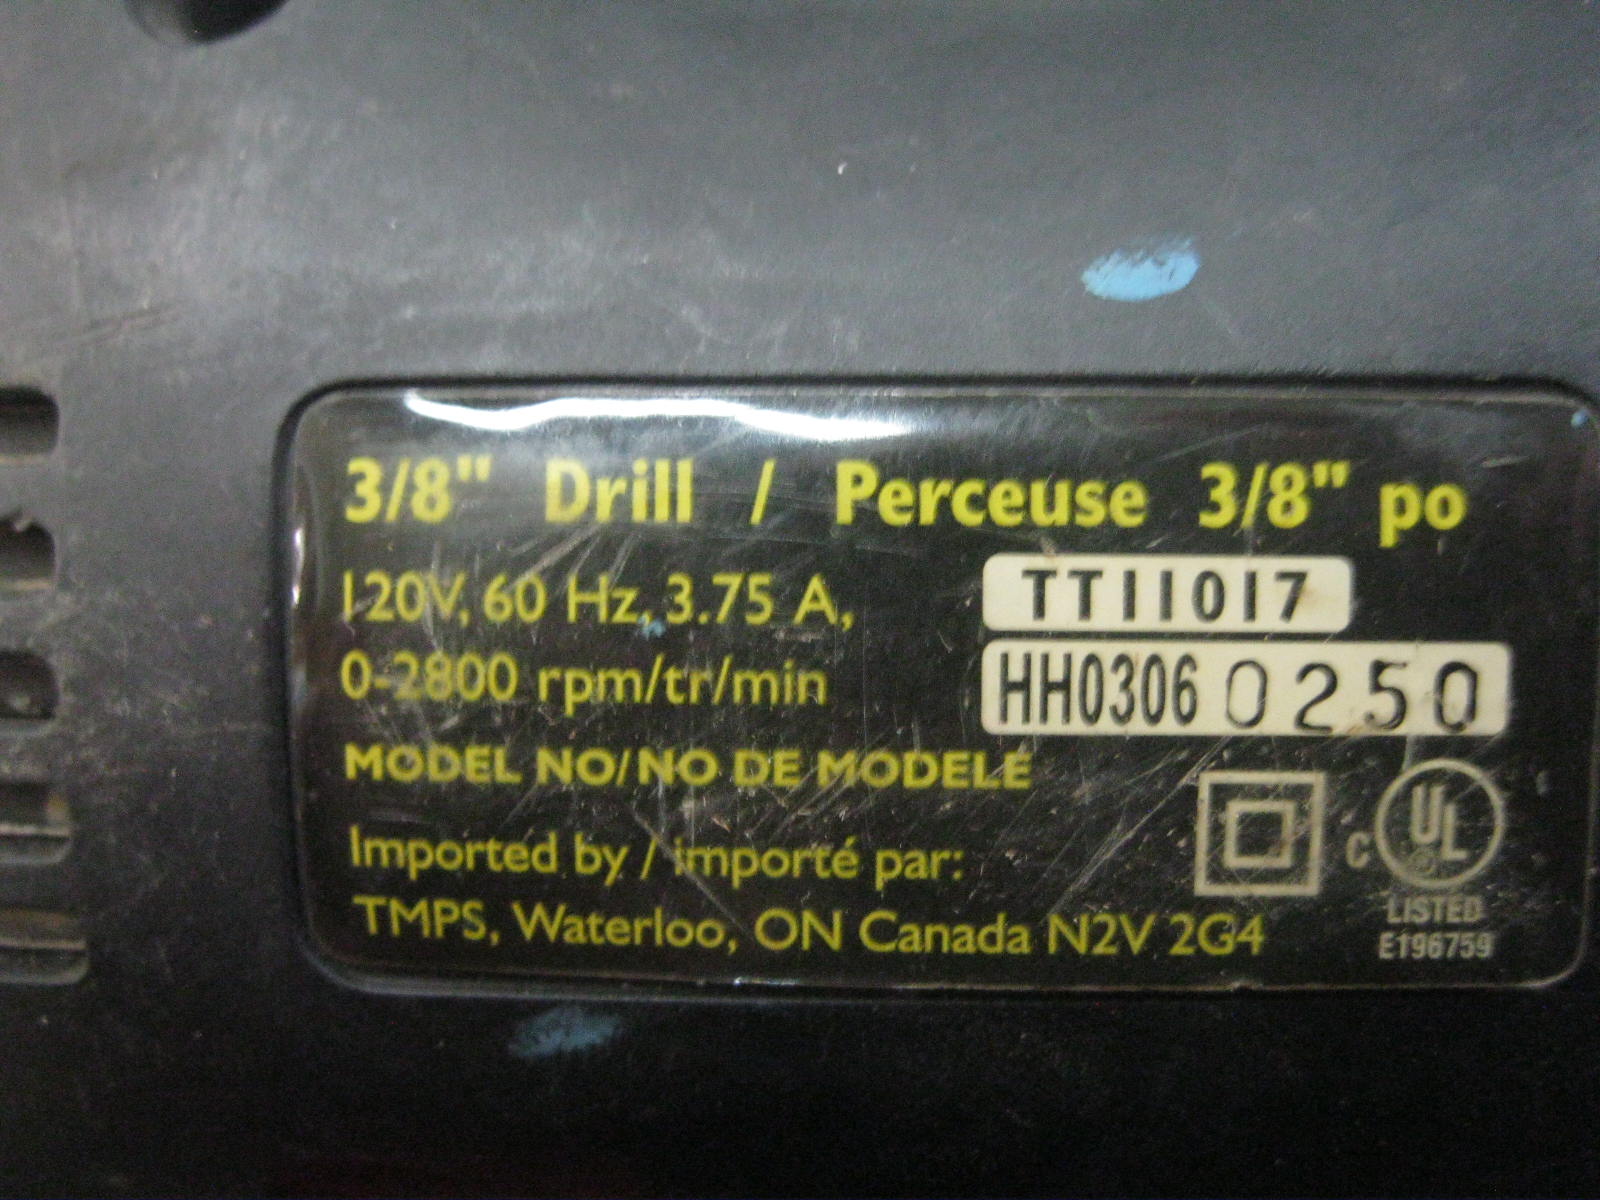 3/8" Drill / Perceuse 3/8" po
120V, 60 Hz, 3.75 A,
TT11017
0-2800 rpm/tr/min
HH0306 0250
MODEL NO/NO DE MODELE
Imported by / importé par:
TMPS, Waterloo, ON Canada N2V 2G4
C UL
LISTED
E196759